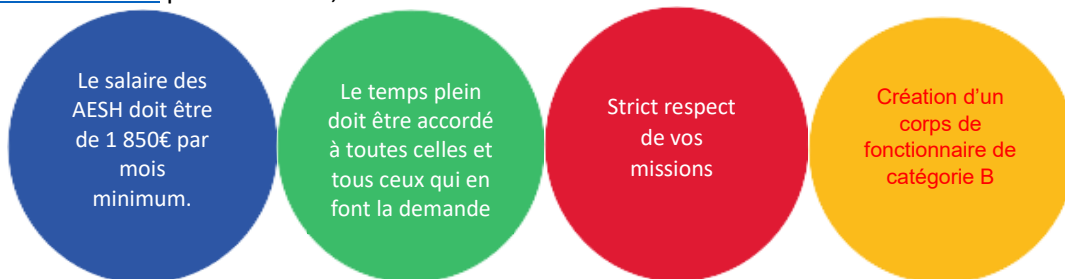 Le salaire des
AESH doit être
de 1 850€ par
mois
minimum.
Le temps plein
doit être accordé
à toutes celles et
tous ceux qui en
font la demande
Strict respect
de vos
missions
Création d’un
corps de
fonctionnaire de
catégorie B